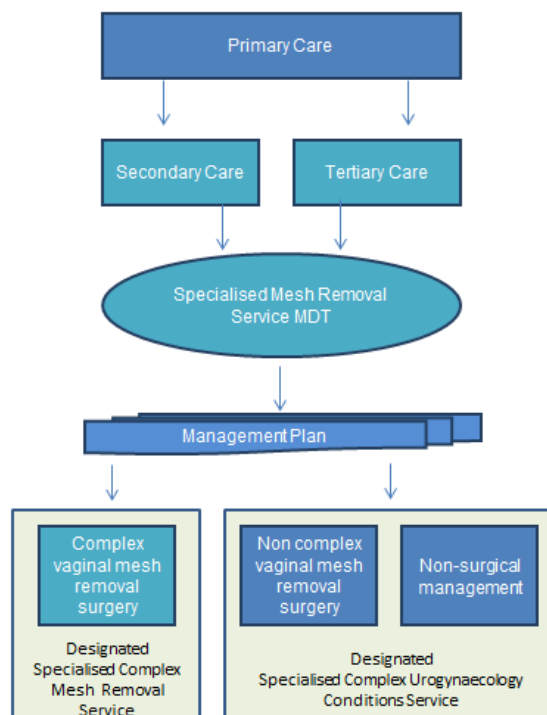 Primary Care
Secondary Care
Tertiary Care
Specialised Mesh Removal
Service MDT
Management Plan
Complex
vaginal mesh
removal
surgery
Non complex
vaginal mesh
removal
surgery
Non-surgical
management
Designated
Specialised Complex
Mesh Removal
Service
Designated
Specialised Complex Urogynaecology
Conditions Service